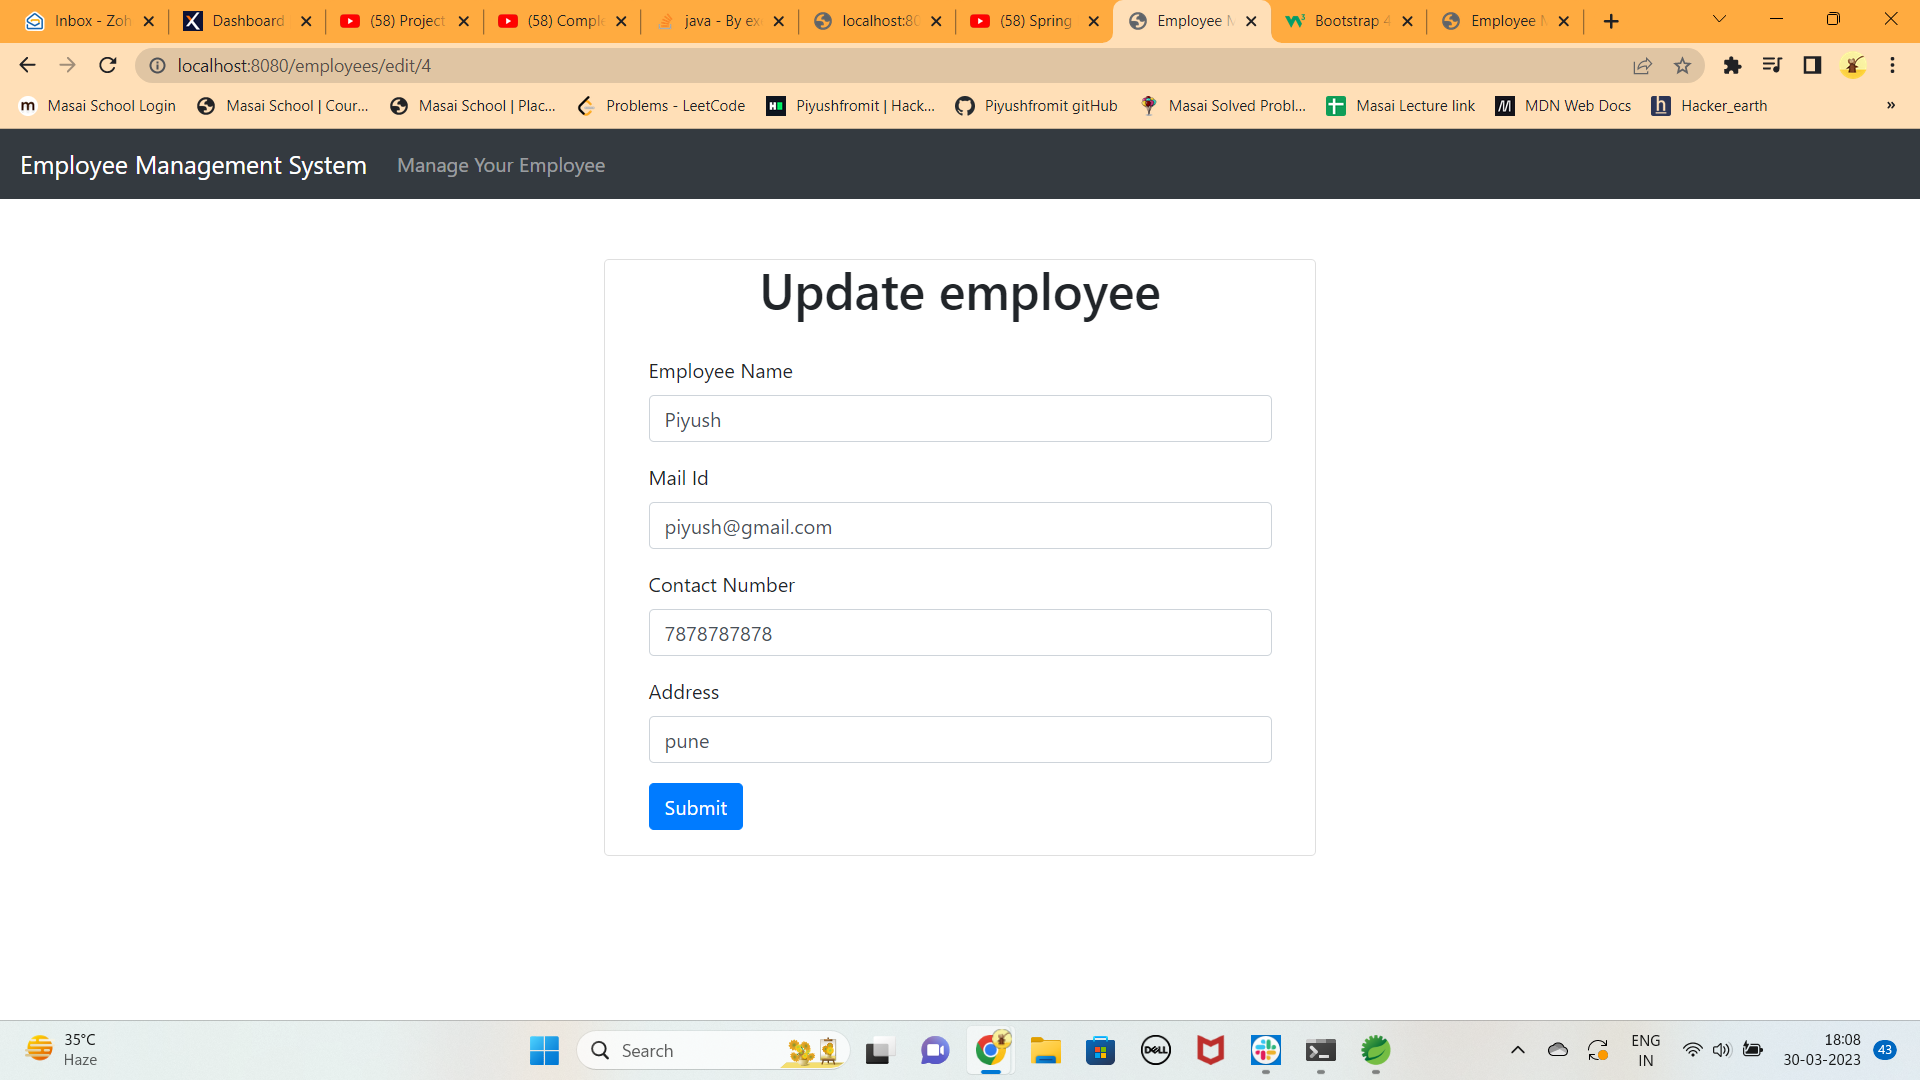 Inbox - Zoh
Dashboard
(58) Project
(58) Comple
java - By exc
localhost:80
(58) Spring
Employee M
Bootstrap 4
Employee M
localhost:8080/employees/edit/4
m Masai School Login
Masai School | Cour...
Masai School | Plac...
Problems - LeetCode
Piyushfromit | Hack...
Piyushfromit gitHub
Masai Solved Probl...
Masai Lecture link
MDN Web Docs
h Hacker_earth
»
Employee Management System Manage Your Employee
Update employee
Employee Name
Piyush
Mail Id
piyush@gmail.com
Contact Number
7878787878
Address
pune
Submit
35°C
Haze
Search
DELL
ENG
IN
18:08
30-03-2023
43